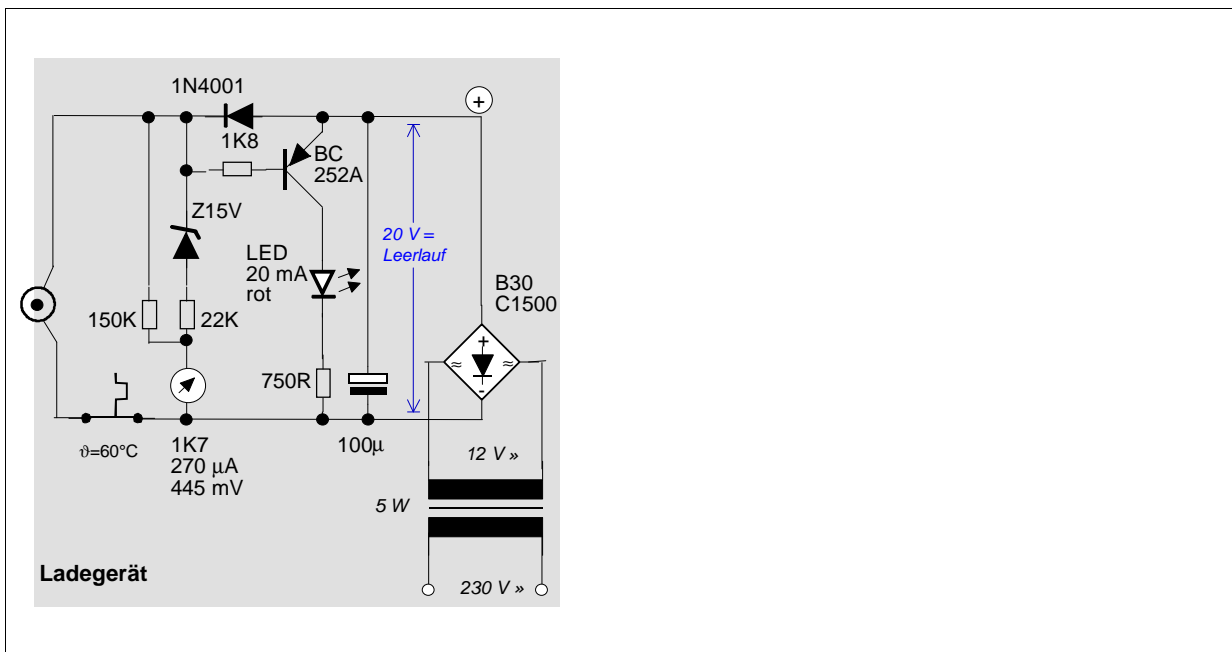 1N4001
1K8
+
BC
252A
Z15V
20 V =
Leerlauf
LED
20 mA
rot
B30
C1500
150K
22K
+
≈
≈
-
750R
ϑ=60°C
1K7
270 µA
445 mV
100µ
12 V »
5 W
Ladegerät
230 V »